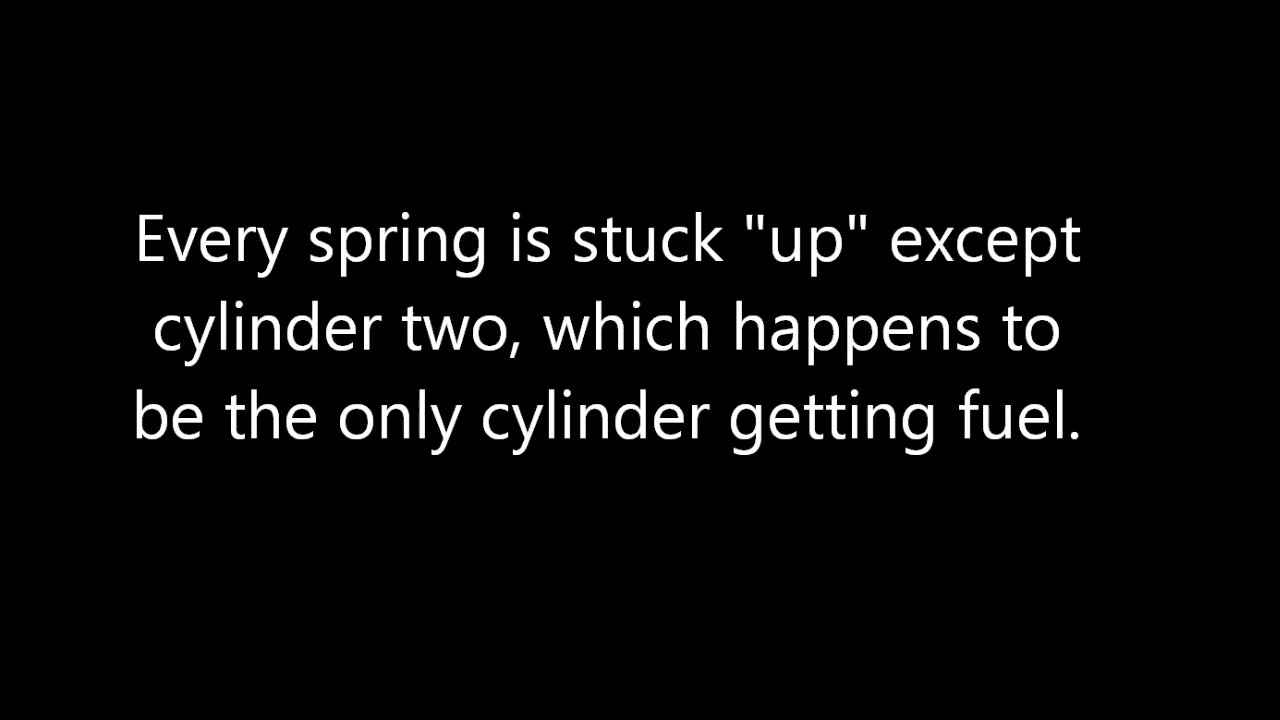 Every spring is stuck "up" except
cylinder two, which happens to
be the only cylinder getting fuel.